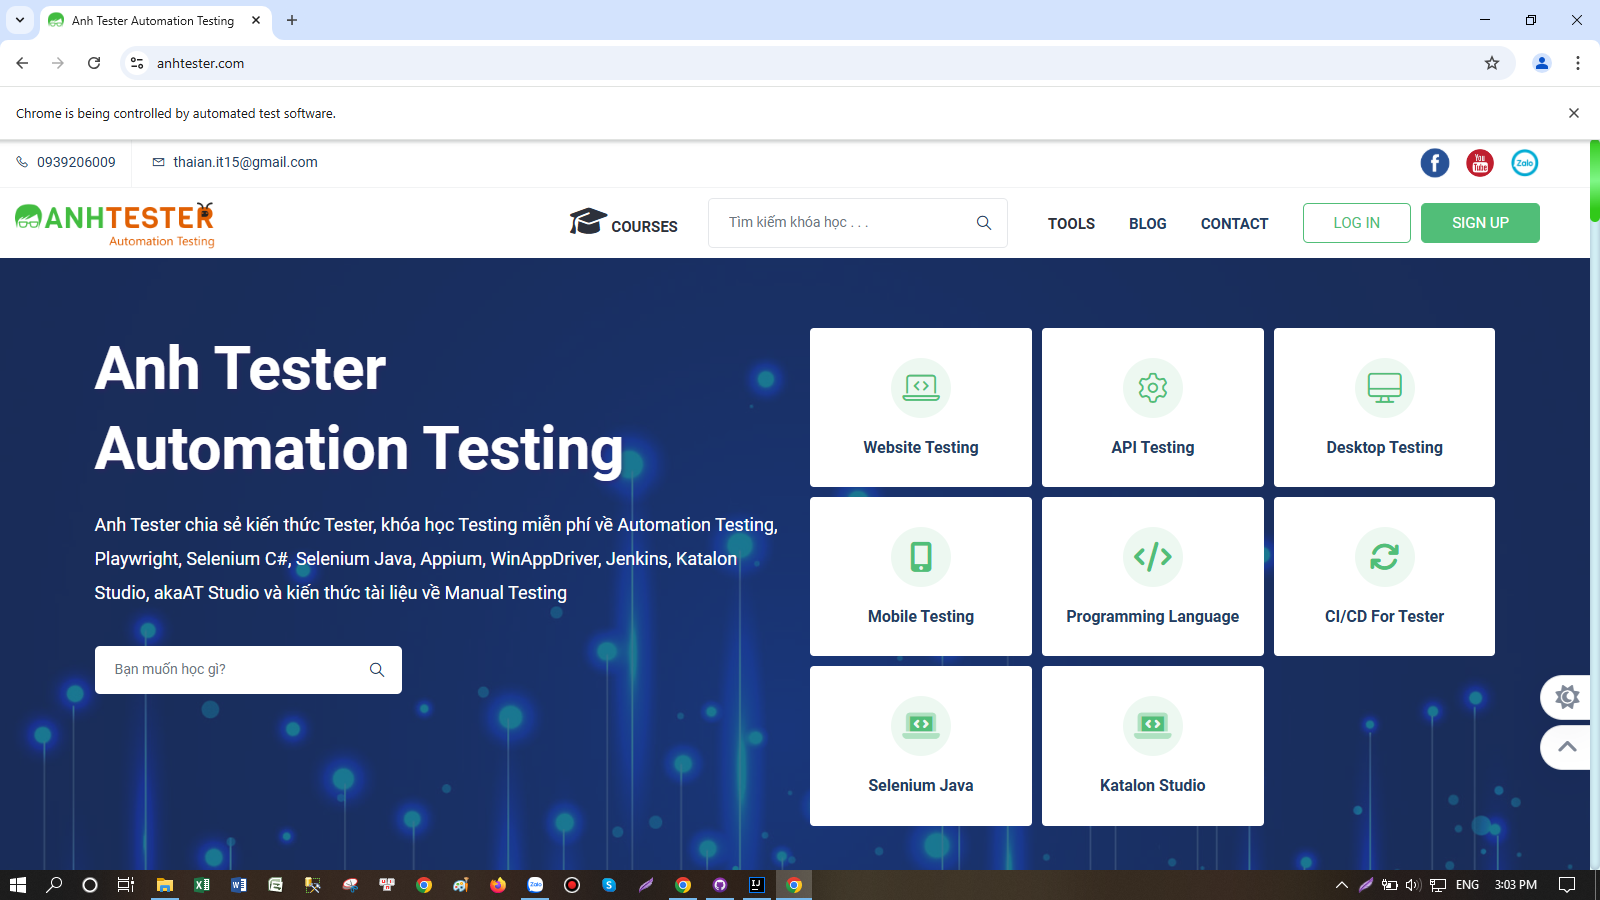 Anh Tester Automation Testing
anhtester.com
Chrome is being controlled by automated test software.
0939206009
thaian.it15@gmail.com
You
Tube
Zalo
ANHTESTER
Automation Testing
COURSES
Tìm kiếm khóa học . . .
TOOLS
BLOG
CONTACT
LOG IN
SIGN UP
Anh Tester
Automation Testing
Anh Tester chia sẻ kiến thức Tester, khóa học Testing miễn phí về Automation Testing,
Playwright, Selenium C#, Selenium Java, Appium, WinAppDriver, Jenkins, Katalon
Studio, akaAT Studio và kiến thức tài liệu về Manual Testing
Bạn muốn học gì?
Website Testing
API Testing
Desktop Testing
Mobile Testing
Programming Language
CI/CD For Tester
Selenium Java
Katalon Studio
Zalo
ENG
3:03 PM